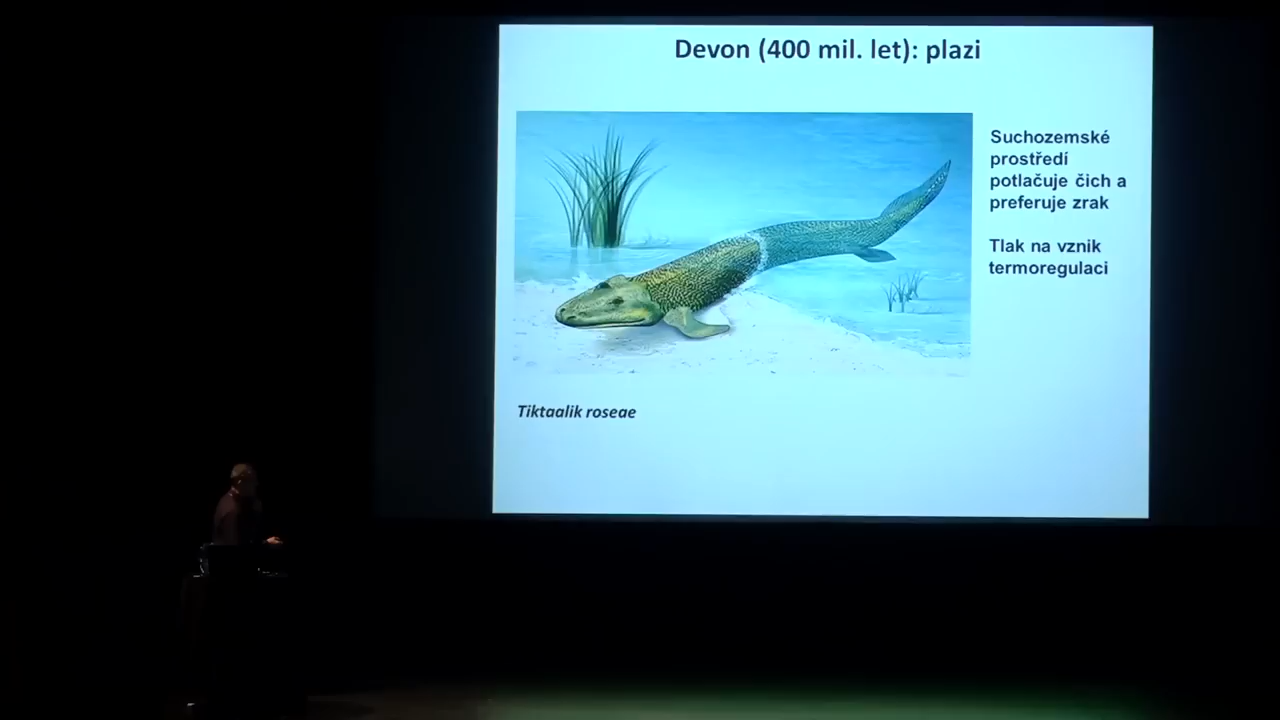 Devon (400 mil. let): plazi
Suchozemské
prostředí
potlačuje čich a
preferuje zrak
Tlak na vznik
termoregulaci
Tiktaalik roseae